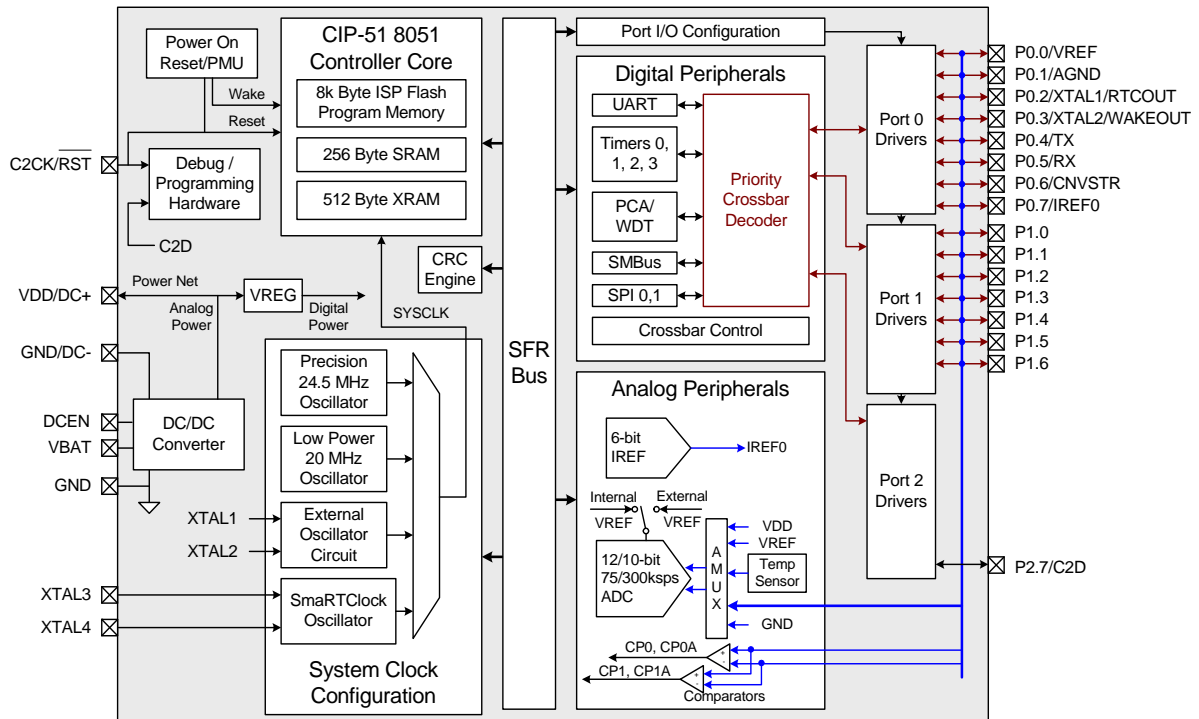 Power On
Reset/PMU
Wake
Reset
C2CK/RST
Debug /
Programming
Hardware
C2D
CIP-51 8051
Controller Core
8k Byte ISP Flash
Program Memory
256 Byte SRAM
512 Byte XRAM
CRC
Engine
VDD/DC+
Power Net
VREG
Analog
Power
Digital
Power
SYSCLK
GND/DC-
DCEN
VBAT
GND
DC/DC
Converter
XTAL1
XTAL2
XTAL3
XTAL4
Precision
24.5 MHz
Oscillator
Low Power
20 MHz
Oscillator
External
Oscillator
Circuit
SmaRTClock
Oscillator
System Clock
Configuration
SFR
Bus
Port I/O Configuration
Digital Peripherals
UART
Timers 0,
1, 2, 3
PCA/
WDT
SMBus
SPI 0,1
Priority
Crossbar
Decoder
Crossbar Control
Analog Peripherals
6-bit
IREF
IREF0
Internal
VREF
External
VREF
12/10-bit
75/300ksps
ADC
A
M
U
X
VDD
VREF
Temp
Sensor
GND
CP0, CP0A
+
-
CP1, CP1A
+
-
Comparators
Port 0
Drivers
Port 1
Drivers
Port 2
Drivers
P0.0/VREF
P0.1/AGND
P0.2/XTAL1/RTCOUT
P0.3/XTAL2/WAKEOUT
P0.4/TX
P0.5/RX
P0.6/CNVSTR
P0.7/IREF0
P1.0
P1.1
P1.2
P1.3
P1.4
P1.5
P1.6
P2.7/C2D